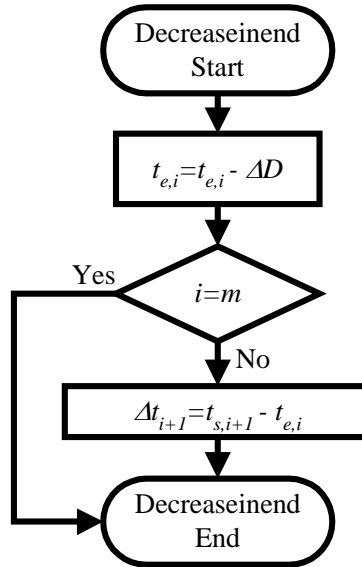 Decreaseinend
Start
t_{e,i}=t_{e,i} - ΔD
i=m
Yes
No
Δt_{i+1}=t_{s,i+1} - t_{e,i}
Decreaseinend
End